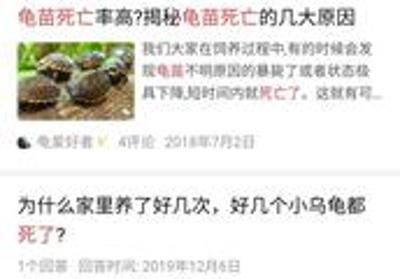 龟苗死亡率高?揭秘龟苗死亡的几大原因
我们大家在饲养过程中,有的时候会发
现龟苗不明原因的暴毙了或者状态极
具下降,短时间内就死亡了。这就有可...
龟爱好者 4评论 2018年7月2日
为什么家里养了好几次，好几个小乌龟都
死了?
1个回答 回答时间: 2019年12月6日